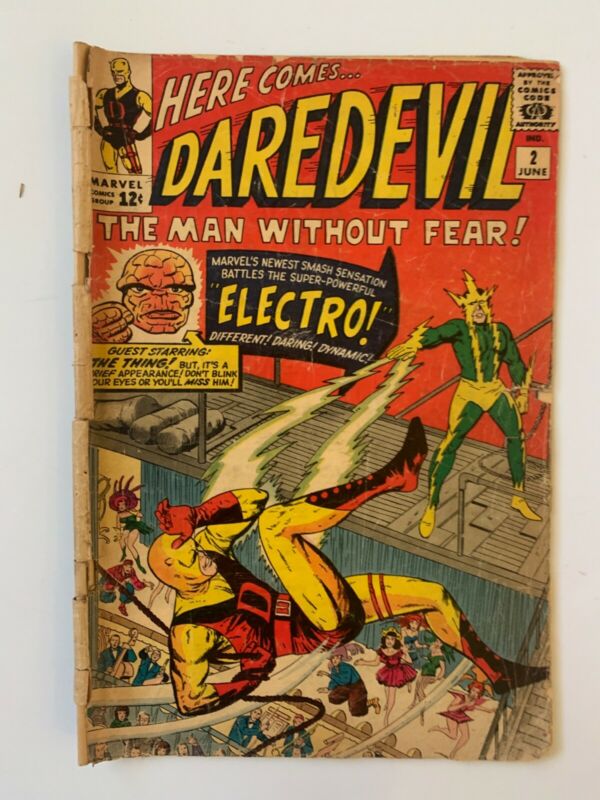 HERE COMES...
DAREDEVIL
THE MAN WITHOUT FEAR!
MARVEL
COMICS
GROUP 12¢
APPROVED
BY THE
COMICS
CODE
AUTHORITY
IND.
2
JUNE
MARVEL'S NEWEST SMASH SENSATION
BATTLES THE SUPER-POWERFUL
"ELECTRO!"
DIFFERENT! DARING! DYNAMIC!
GUEST STARRING!
THE THING! BUT, IT'S A
RIEF APPEARANCE! DON'T BLINK
OUR EYES OR YOU'LL MISS HIM!
D